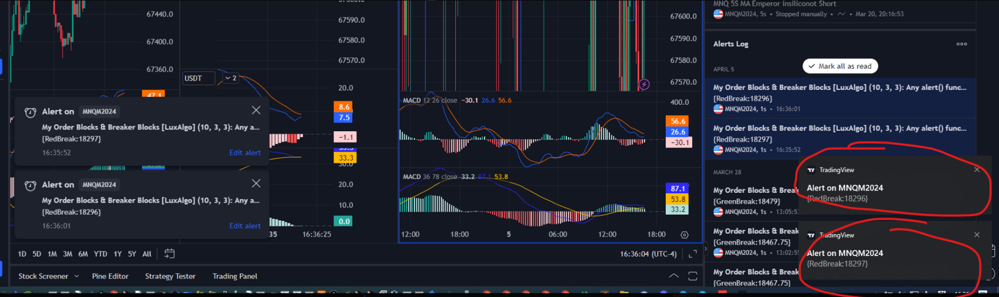 67440.0
67400.0
67360.0
47.1
67590.0
67580.0
67570.0
USDT
2
20.0
8.6
7.5
−1.1
33.3
30.0
20.0
10.0
0.0
35
16:36:25
Alert on MNQM2024
My Order Blocks & Breaker Blocks [LuxAlgo] (10, 3, 3): Any a...
{RedBreak:18297}
16:35:52
Edit alert
Alert on MNQM2024
My Order Blocks & Breaker Blocks [LuxAlgo] (10, 3, 3): Any a...
{RedBreak:18296}
16:36:01
Edit alert
67600.0
67590.0
67580.0
67570.0
MACD 12 26 close −30.1 26.6 56.6
400.0
56.6
26.6
−30.1
MACD 36 78 close 33.2 87.1 53.8
87.1
53.8
33.2
12:00 18:00 5 06:00 12:00 18:00
1D 5D 1M 3M 6M YTD 1Y 5Y All
16:36:04 (UTC-4)
Stock Screener Pine Editor Strategy Tester Trading Panel
MNQ 5S MA Emperor insiliconot Short
MNQM2024, 5s • Stopped manually • Mar 20, 20:16:53
Alerts Log
Mark all as read
APRIL 5
My Order Blocks & Breaker Blocks [LuxAlgo] (10, 3, 3): Any alert() func...
{RedBreak:18296}
MNQM2024, 1s • 16:36:01
My Order Blocks & Breaker Blocks [LuxAlgo] (10, 3, 3): Any alert() func...
{RedBreak:18297}
MNQM2024, 1s • 16:35:52
MARCH 28
My Order Blocks & Break
{GreenBreak:18479}
MNQM2024, 1s • 13:05:5
My Order Blocks & Break
{GreenBreak:18467.75}
MNQM2024, 1s • 13:02:5
My Order Blocks & Break
{GreenBreak:18467.75}
TradingView
Alert on MNQM2024
{RedBreak:18296}
TradingView
Alert on MNQM2024
{RedBreak:18297}